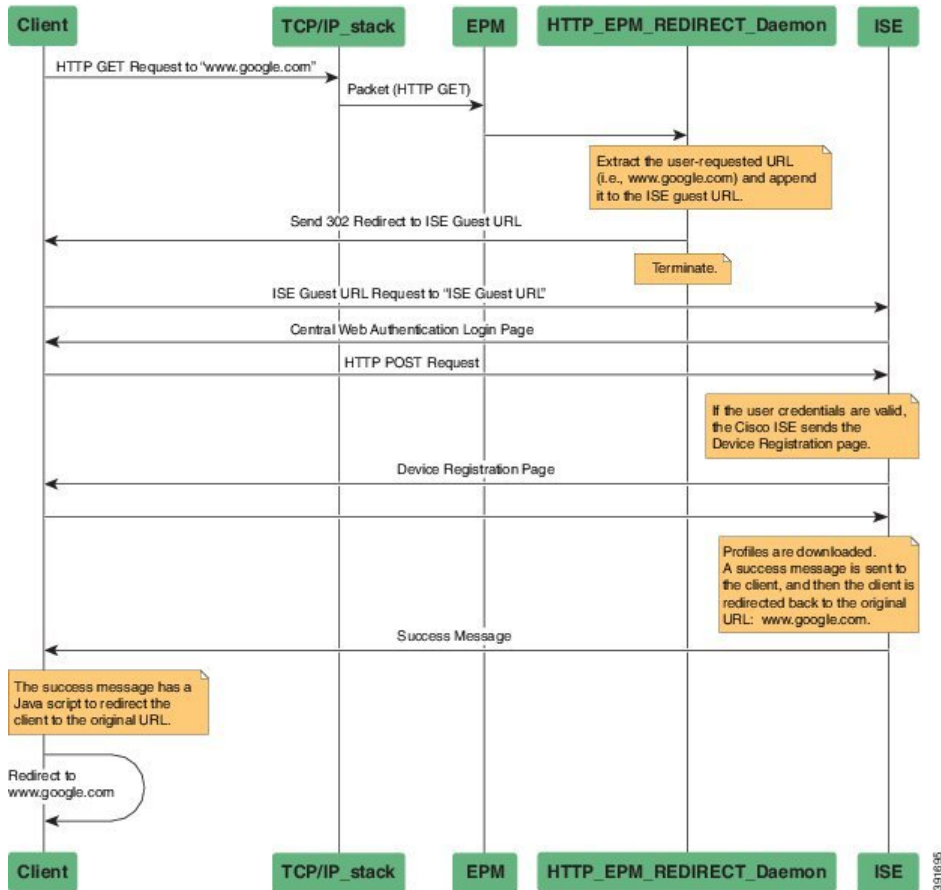 Client TCP/IP_stack EPM HTTP_EPM_REDIRECT_Daemon ISE
HTTP GET Request to “www.google.com”
Packet (HTTP GET)
Extract the user-requested URL
(i.e., www.google.com) and append
it to the ISE guest URL.
Send 302 Redirect to ISE Guest URL
Terminate.
ISE Guest URL Request to “ISE Guest URL”
Central Web Authentication Login Page
HTTP POST Request
If the user credentials are valid,
the Cisco ISE sends the
Device Registration page.
Device Registration Page
Profiles are downloaded.
A success message is sent to
the client, and then the client is
redirected back to the original
URL: www.google.com.
Success Message
The success message has a
Java script to redirect the
client to the original URL.
Redirect to
www.google.com
Client TCP/IP_stack EPM HTTP_EPM_REDIRECT_Daemon ISE
191695